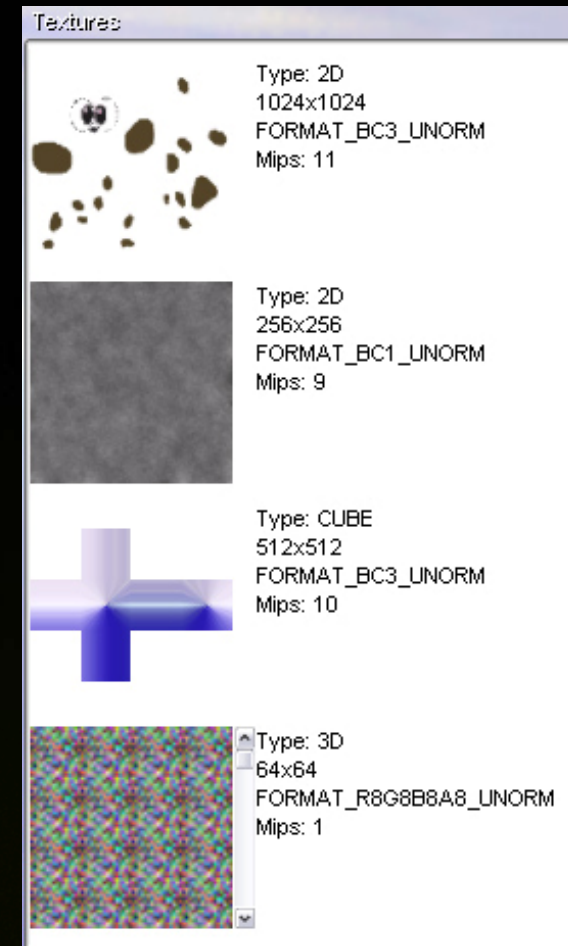 Textures
Type: 2D
1024x1024
FORMAT_BC3_UNORM
Mips: 11
Type: 2D
256x256
FORMAT_BC1_UNORM
Mips: 9
Type: CUBE
512x512
FORMAT_BC3_UNORM
Mips: 10
Type: 3D
64x64
FORMAT_R8G8B8A8_UNORM
Mips: 1